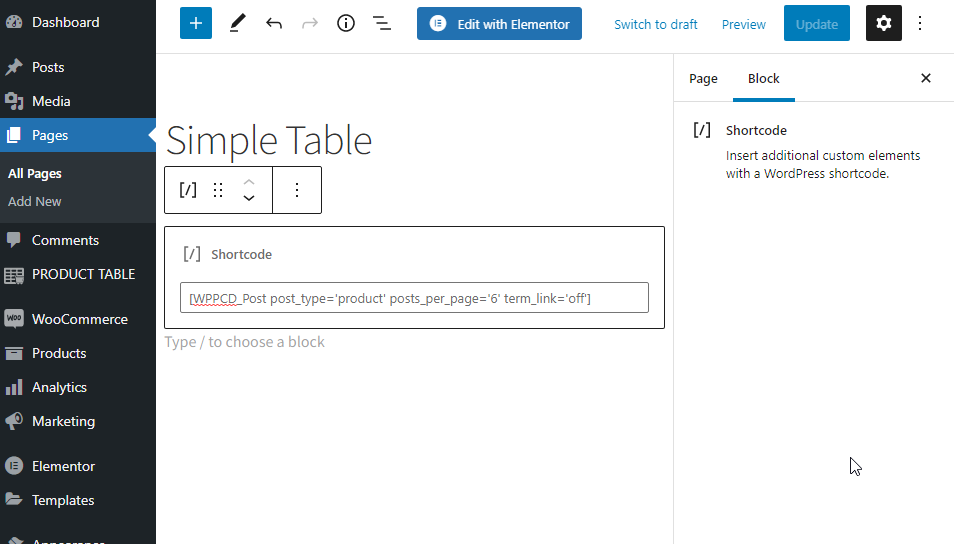 Dashboard
Posts
Media
Pages
All Pages
Add New
Comments
PRODUCT TABLE
WOO
WooCommerce
Products
Analytics
Marketing
Elementor
Templates
Appearance
Edit with Elementor
Switch to draft
Preview
Update
Simple Table
[/]
[/] Shortcode
[WPPCD_Post post_type='product' posts_per_page='6' term_link='off']
Type / to choose a block
Page
Block
[/] Shortcode
Insert additional custom elements
with a WordPress shortcode.